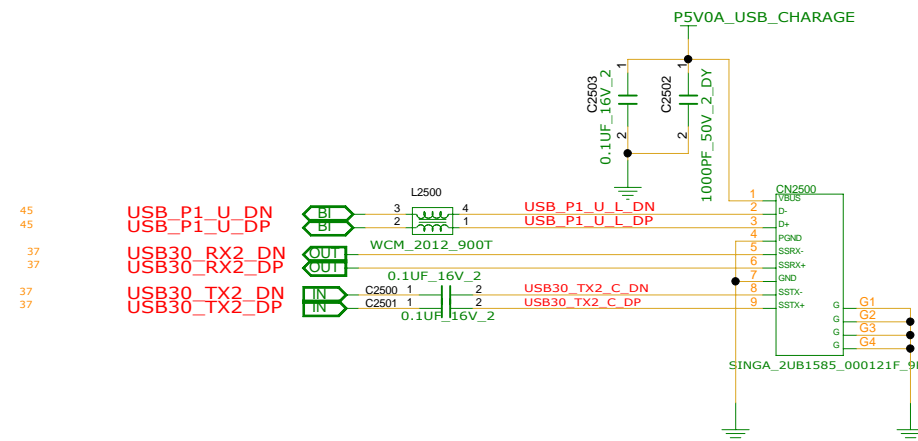 P5V0A_USB_CHARAGE
C2503
1
2
0.1UF_16V_2
C2502
1
2
1000PF_50V_2_DY
L2500
45 USB_P1_U_DN BI 3 4 USB_P1_U_L_DN 2 D-
45 USB_P1_U_DP BI 2 1 USB_P1_U_L_DP 3 D+
WCM_2012_900T
CN2500
1 VBUS
4 PGND
37 USB30_RX2_DN OUT 5 SSRX-
37 USB30_RX2_DP OUT 6 SSRX+
0.1UF_16V_2
7 GND
37 USB30_TX2_DN IN C2500 1 2 USB30_TX2_C_DN 8 SSTX-
37 USB30_TX2_DP IN C2501 1 2 USB30_TX2_C_DP 9 SSTX+
0.1UF_16V_2
G G1
G G2
G G3
G G4
SINGA_2UB1585_000121F_9